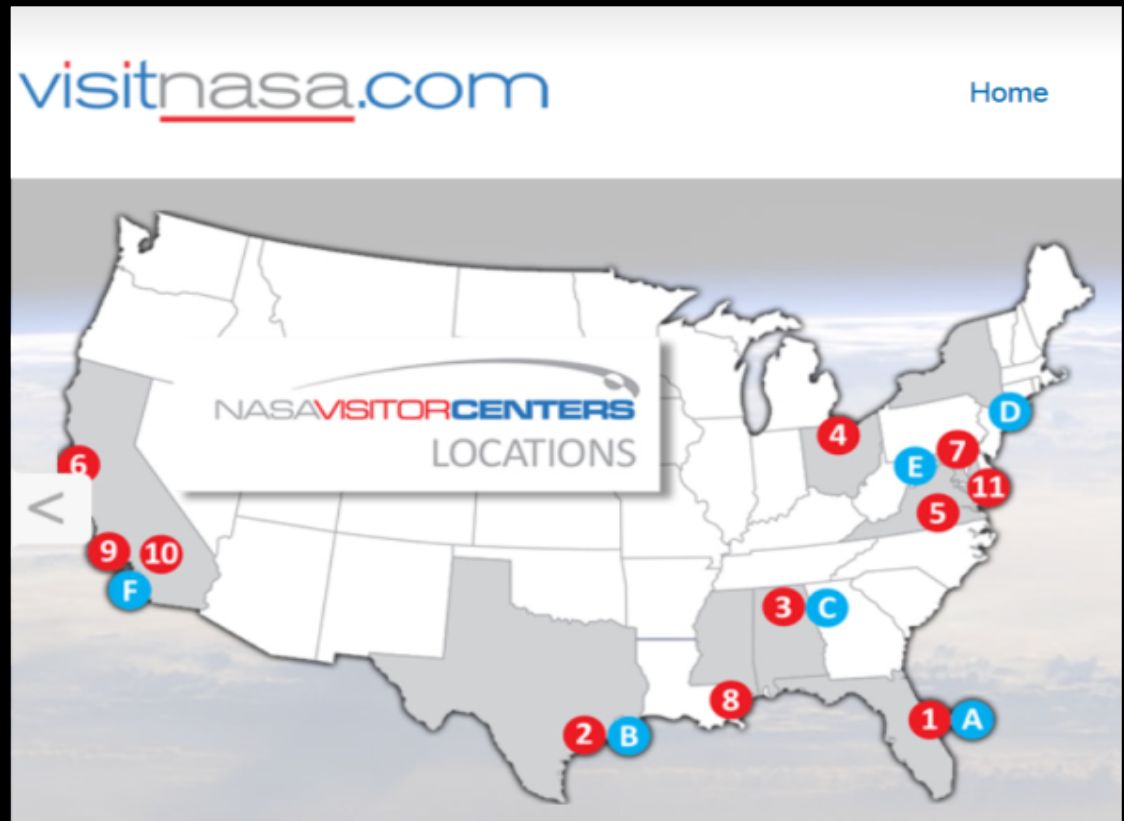 visitnasa.com
Home
NASAVISITORCENTERS
LOCATIONS
<
6
4
D
E
7
11
5
9
10
F
3
C
8
1
A
2
B